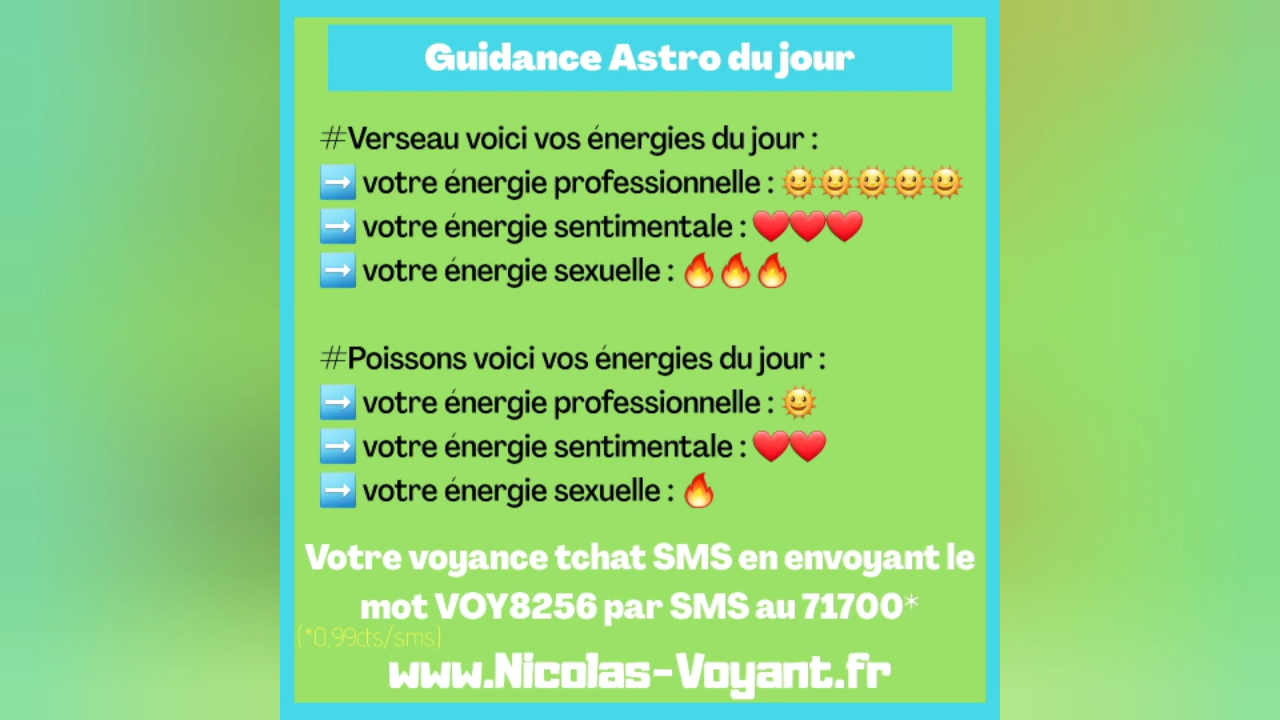 Guidance Astro du jour
#Verseau voici vos énergies du jour :
➡️ votre énergie professionnelle : 🌞🌞🌞🌞🌞
➡️ votre énergie sentimentale : ❤️❤️❤️
➡️ votre énergie sexuelle : 🔥🔥🔥
#Poissons voici vos énergies du jour :
➡️ votre énergie professionnelle : 🌞
➡️ votre énergie sentimentale : ❤️❤️
➡️ votre énergie sexuelle : 🔥
Votre voyance tchat SMS en envoyant le
mot VOY8256 par SMS au 71700*
(*0,99cts/sms)
www.Nicolas-Voyant.fr